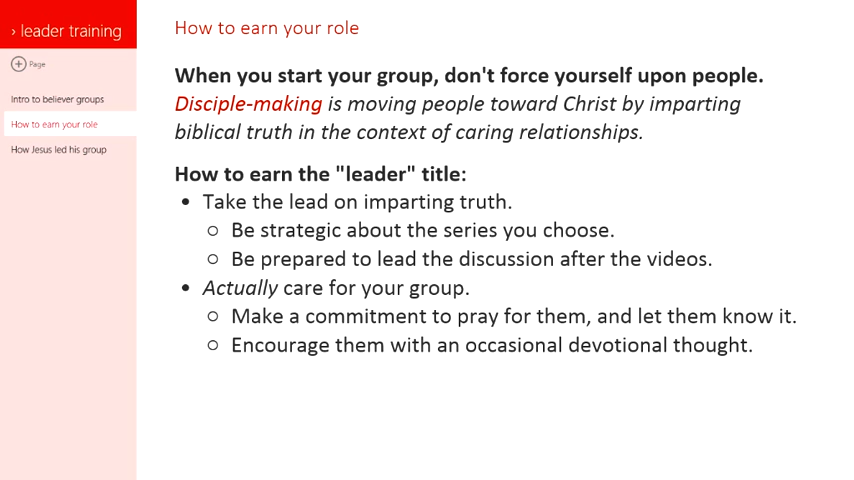 › leader training
Page
Intro to believer groups
How to earn your role
How Jesus led his group
How to earn your role
When you start your group, don't force yourself upon people.
Disciple-making is moving people toward Christ by imparting
biblical truth in the context of caring relationships.
How to earn the "leader" title:
• Take the lead on imparting truth.
○ Be strategic about the series you choose.
○ Be prepared to lead the discussion after the videos.
• Actually care for your group.
○ Make a commitment to pray for them, and let them know it.
○ Encourage them with an occasional devotional thought.